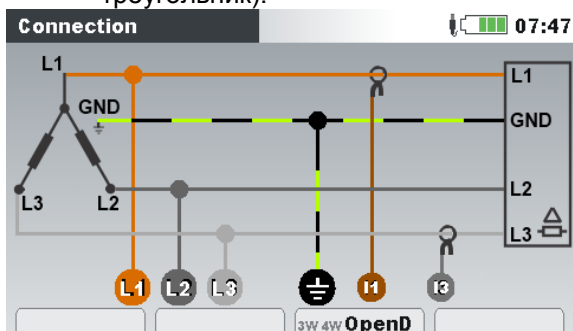 треугольник).
Connection 07:47
L1 L1
GND GND
L3 L2 L2
L3
L1 L2 L3 I1 I3
3W 4W OpenD